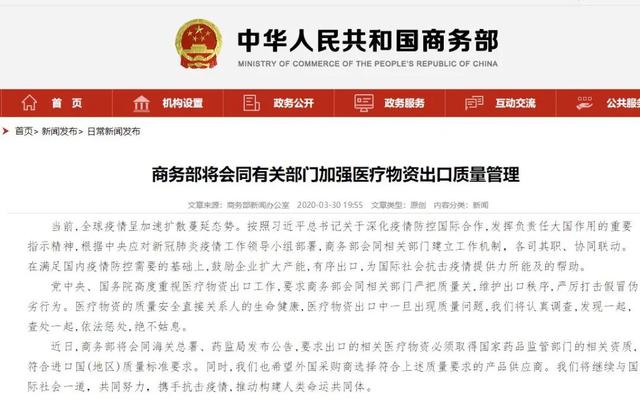 中华人民共和国商务部
MINISTRY OF COMMERCE OF THE PEOPLE'S REPUBLIC OF CHINA
首 页 机构设置 政务公开 政务服务 互动交流 公共服务
首页> 新闻发布> 日常新闻发布
商务部将会同有关部门加强医疗物资出口质量管理
文章来源：商务部新闻办公室 2020-03-30 19:55 文章类型：原创 内容分类：新闻
当前,全球疫情呈加速扩散蔓延态势。按照习近平总书记关于深化疫情防控国际合作,发挥负责任大国作用的重要
指示精神,根据中央应对新冠肺炎疫情工作领导小组部署,商务部会同相关部门建立工作机制，各司其职、协同联动。
在满足国内疫情防控需要的基础上,鼓励企业扩大产能,有序出口,为国际社会抗击疫情提供力所能及的帮助。
党中央、国务院高度重视医疗物资出口工作,要求商务部会同相关部门严把质量关,维护出口秩序,严厉打击假冒伪
劣行为。医疗物资的质量安全直接关系人的生命健康,医疗物资出口中一旦出现质量问题,我们将认真调查,发现一起,
查处一起,依法惩处,绝不姑息。
近日,商务部将会同海关总署、药监局发布公告,要求出口的相关医疗物资必须取得国家药品监管部门的相关资质,
符合进口国(地区)质量标准要求。同时,我们也希望外国采购商选择符合上述质量要求的产品供应商。我们将继续与国
际社会一道,共同努力,携手抗击疫情,推动构建人类命运共同体。